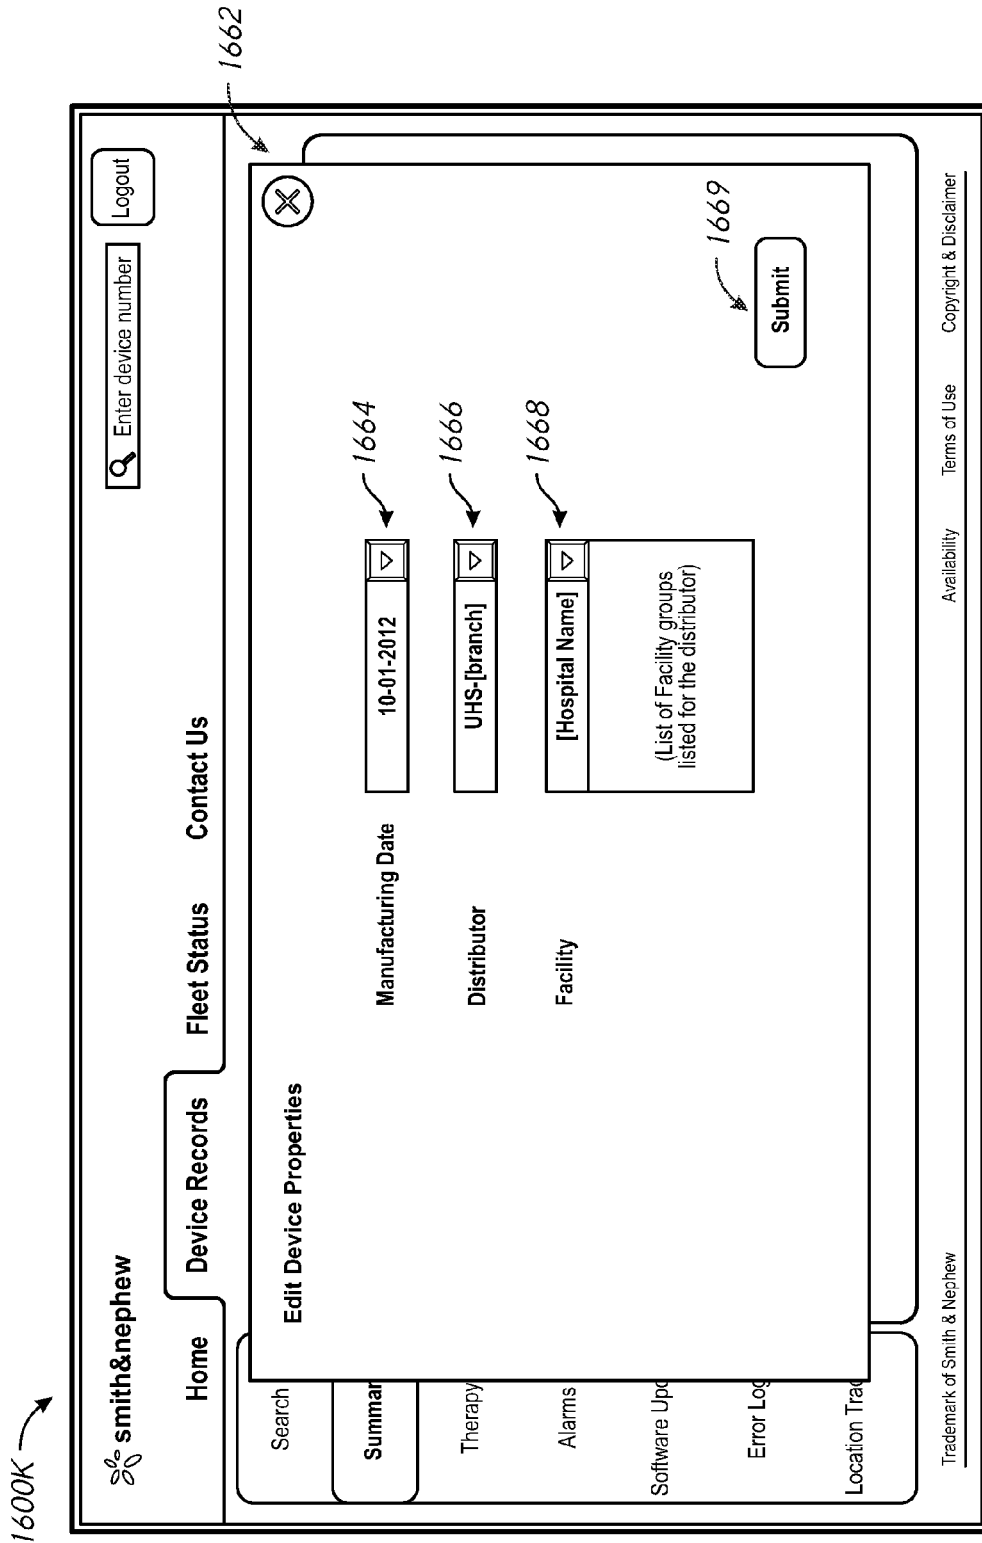 1600K
smith&nephew
Enter device number
Logout
Home
Device Records
Fleet Status
Contact Us
1662
Search
Summar
Therapy
Alarms
Software Upd
Error Log
Location Trac
Edit Device Properties
Manufacturing Date
10-01-2012
1664
Distributor
UHS-[branch]
1666
Facility
[Hospital Name]
1668
(List of Facility groups
listed for the distributor)
1669
Submit
Trademark of Smith & Nephew
Availability
Terms of Use
Copyright & Disclaimer